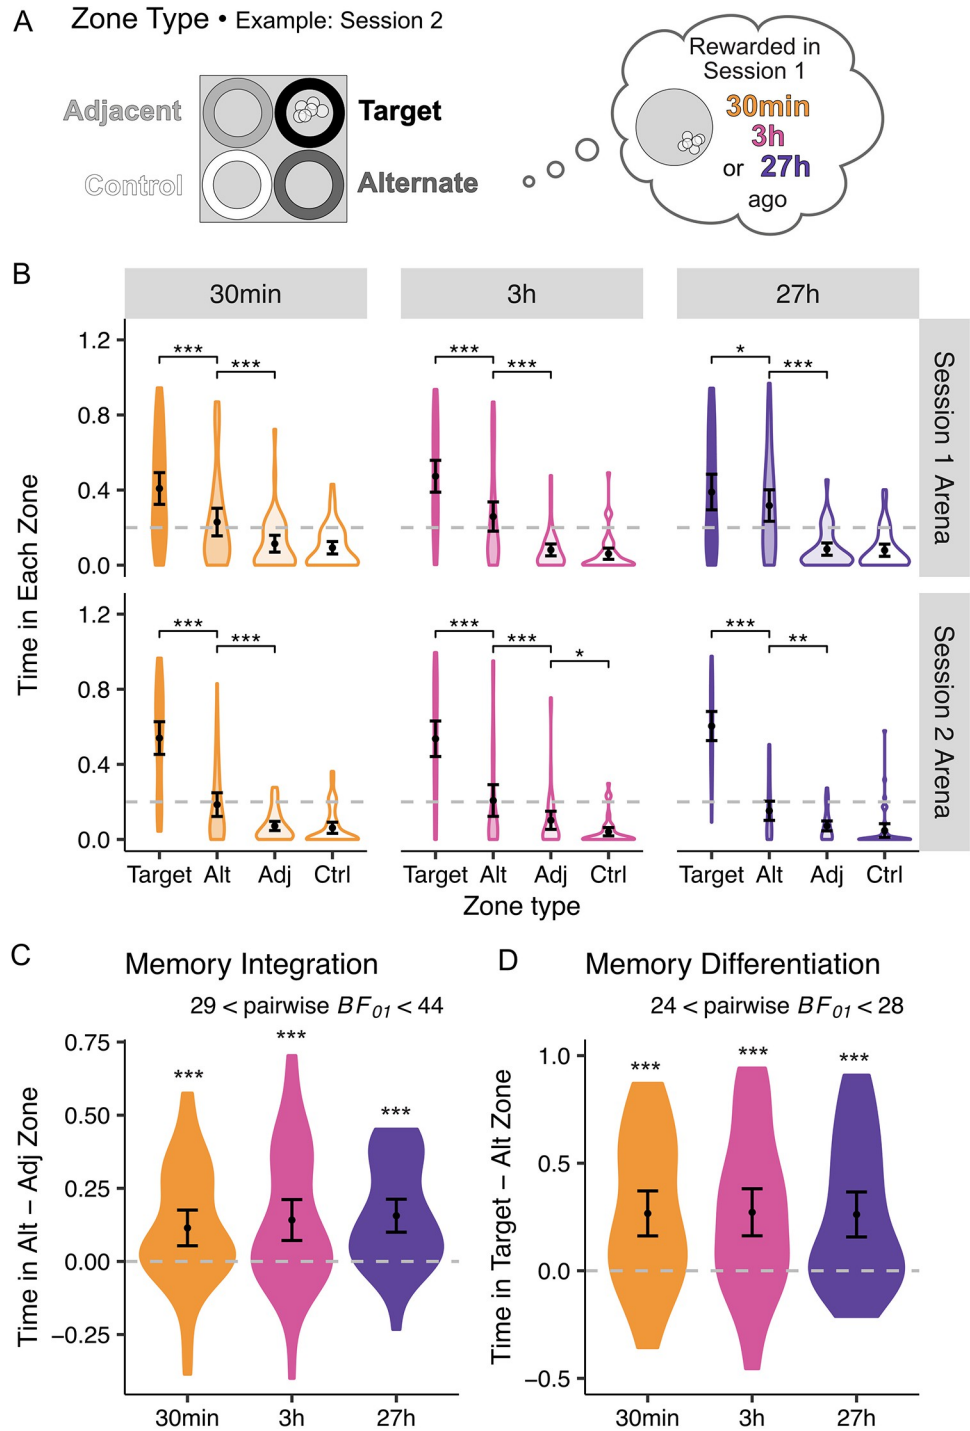 A
Zone Type • Example: Session 2
Adjacent
Target
Control
Alternate
Rewarded in
Session 1
30min
3h
or 27h
ago
B
30min
3h
27h
Time in Each Zone
1.2
*** *** *** *** * ***
0.8
0.4
0.0
Session 1 Arena
1.2
*** *** *** *** * *** **
0.8
0.4
0.0
Session 2 Arena
Target Alt Adj Ctrl
Target Alt Adj Ctrl
Target Alt Adj Ctrl
Zone type
C
Memory Integration
29 < pairwise BF01 < 44
Time in Alt − Adj Zone
0.75
0.50
0.25
0.00
−0.25
*** *** ***
30min 3h 27h
D
Memory Differentiation
24 < pairwise BF01 < 28
Time in Target − Alt Zone
1.0
0.5
0.0
−0.5
*** *** ***
30min 3h 27h